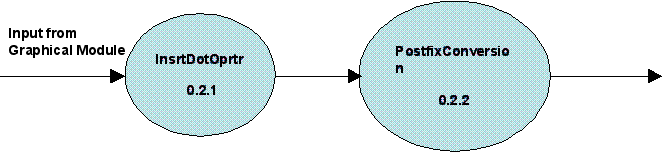 Input from
Graphical Module
InsrtDotOprtr
0.2.1
PostfixConversio
n
0.2.2